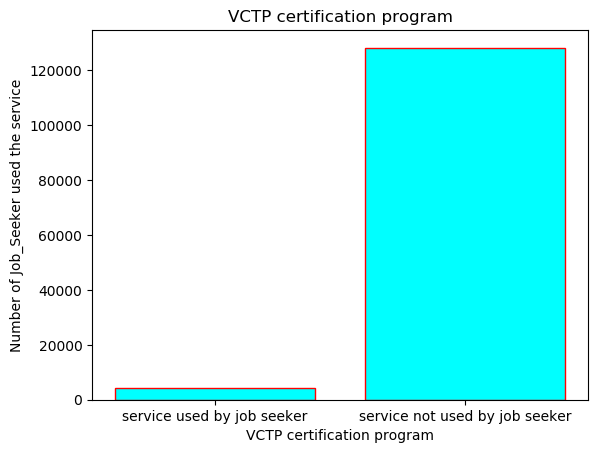 VCTP certification program
Number of Job_Seeker used the service
120000
100000
80000
60000
40000
20000
0
service used by job seeker
service not used by job seeker
VCTP certification program